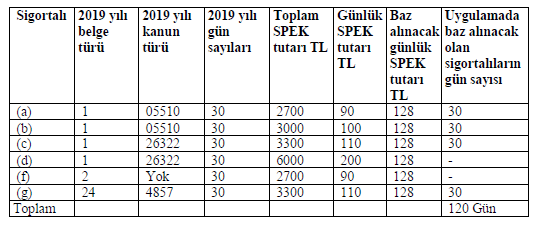 Sigortalı 2019 yılı belge türü 2019 yılı kanun türü 2019 yılı gün sayıları Toplam SPEK tutarı TL Günlük SPEK tutarı TL Baz alınacak günlük SPEK tutarı TL Uygulamada baz alınacak olan sigortalıların gün sayısı
(a) 1 05510 30 2700 90 128 30
(b) 1 05510 30 3000 100 128 30
(c) 1 26322 30 3300 110 128 30
(d) 1 26322 30 6000 200 128 -
(f) 2 Yok 30 2700 90 128 -
(g) 24 4857 30 3300 110 128 30
Toplam 120 Gün